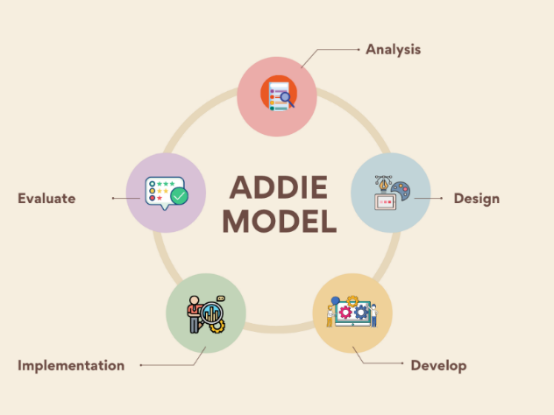 Analysis
Evaluate
ADDIE
MODEL
Design
Implementation
Develop